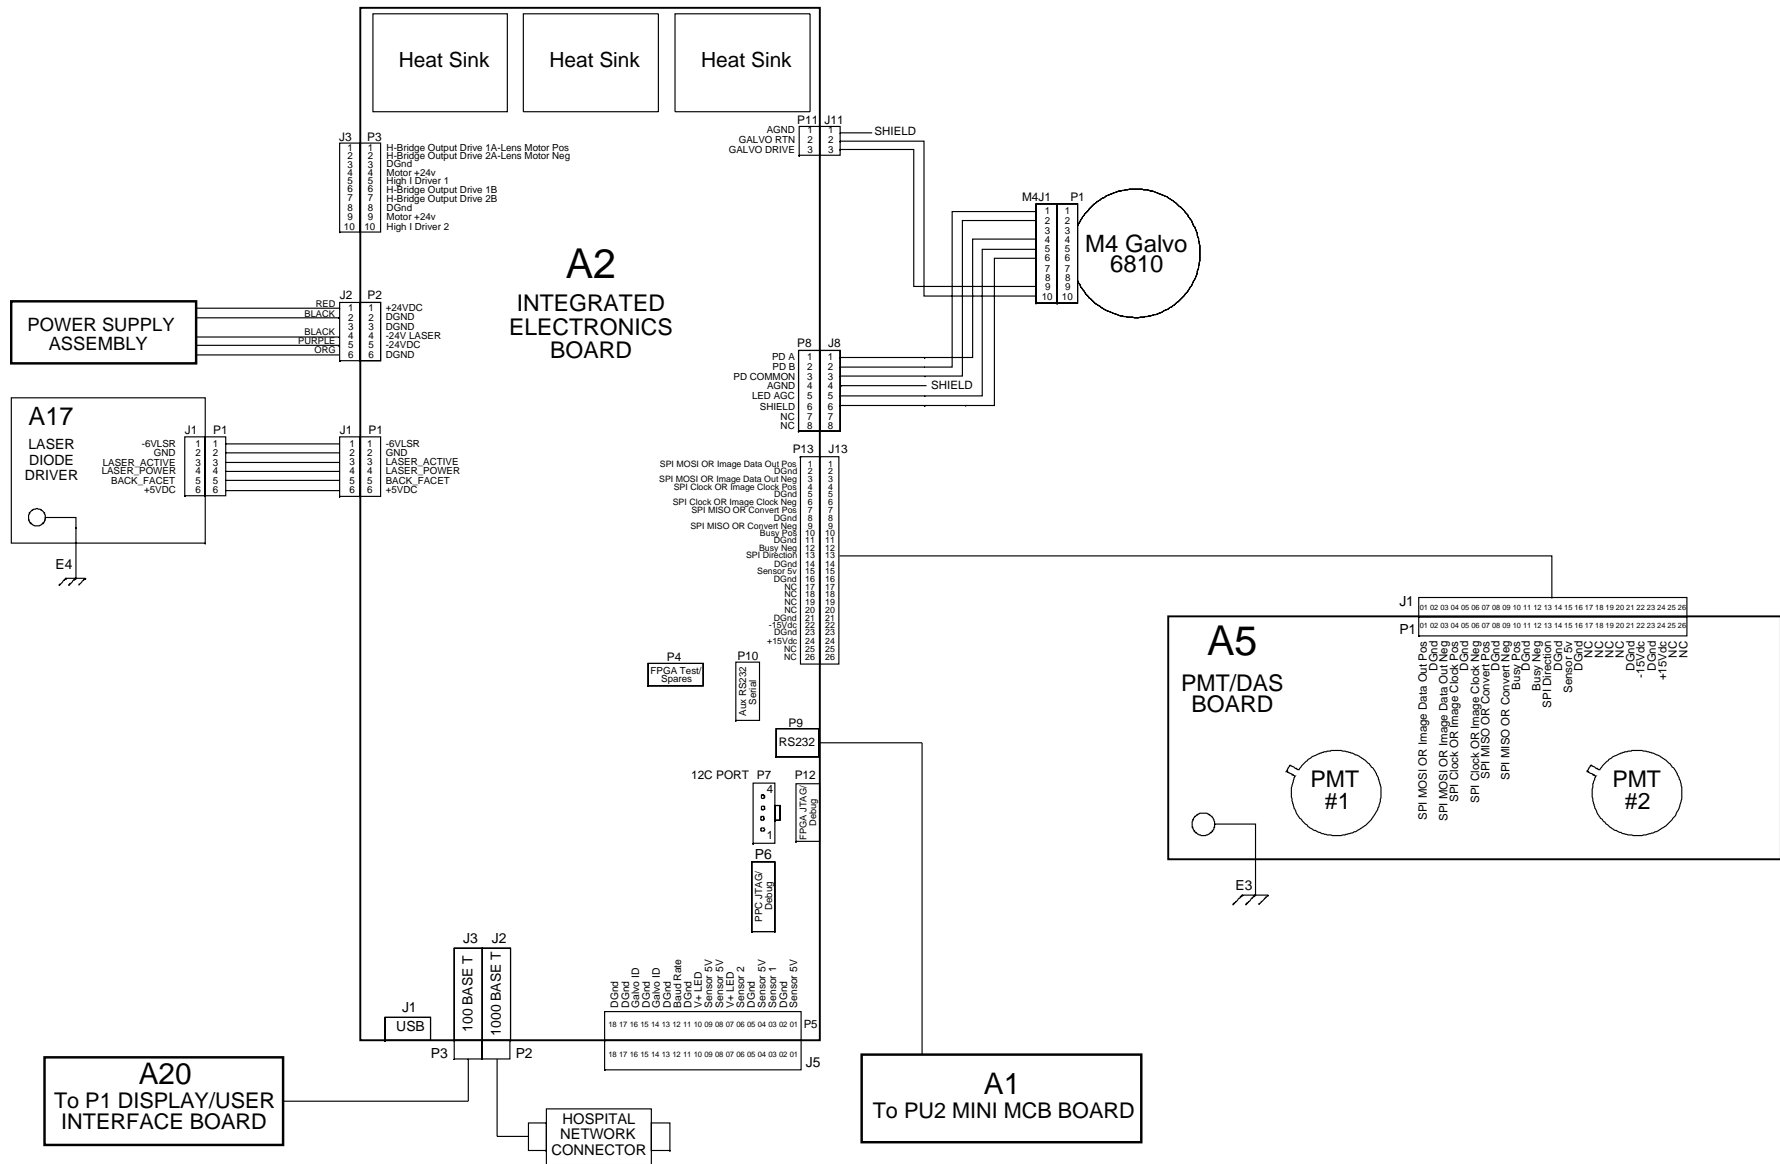 Heat Sink Heat Sink Heat Sink
A2
INTEGRATED
ELECTRONICS
BOARD
J3 P3
1 1 H-Bridge Output Drive 1A-Lens Motor Pos
2 2 H-Bridge Output Drive 2A-Lens Motor Neg
3 3 DGnd
4 4 Motor +24v
5 5 High I Driver 1
6 6 H-Bridge Output Drive 1B
7 7 H-Bridge Output Drive 2B
8 8 DGnd
9 9 Motor +24v
10 10 High I Driver 2
POWER SUPPLY
ASSEMBLY
J2 P2
RED 1 1 +24VDC
BLACK 2 2 DGND
3 3 DGND
BLACK 4 4 -24V LASER
PURPLE 5 5 -24VDC
ORG 6 6 DGND
A17
LASER
DIODE
DRIVER
J1 P1 J1 P1
-6VLSR 1 1 1 1 -6VLSR
GND 2 2 2 2 GND
LASER_ACTIVE 3 3 3 3 LASER_ACTIVE
LASER_POWER 4 4 4 4 LASER_POWER
BACK_FACET 5 5 5 5 BACK_FACET
+5VDC 6 6 6 6 +5VDC
E4
P11 J11
AGND 1 1 SHIELD
GALVO RTN 2 2
GALVO DRIVE 3 3
M4J1 P1
1 1
2 2
3 3
4 4
5 5
6 6
7 7
8 8
9 9
10 10
M4 Galvo
6810
P8 J8
PD A 1 1
PD B 2 2
PD COMMON 3 3
AGND 4 4 SHIELD
LED AGC 5 5
SHIELD 6 6
NC 7 7
NC 8 8
P13 J13
SPI MOSI OR Image Data Out Pos 1 1
DGnd 2 2
SPI MOSI OR Image Data Out Neg 3 3
SPI Clock OR Image Clock Pos 4 4
DGnd 5 5
SPI Clock OR Image Clock Neg 6 6
SPI MISO OR Convert Pos 7 7
DGnd 8 8
SPI MISO OR Convert Neg 9 9
Busy Pos 10 10
DGnd 11 11
Busy Neg 12 12
SPI Direction 13 13
DGnd 14 14
Sensor 5v 15 15
DGnd 16 16
NC 17 17
NC 18 18
NC 19 19
NC 20 20
DGnd 21 21
-15Vdc 22 22
DGnd 23 23
+15Vdc 24 24
NC 25 25
NC 26 26
P4
FPGA Test/
Spares
P10
Aux RS232
Serial
P9
RS232
12C PORT P7
4
1
P12
FPGA JTAG/
Debug
P6
PPC JTAG/
Debug
J1
USB
J3
100 BASE T
P3
J2
1000 BASE T
P2
DGnd
DGnd
Galvo ID
DGnd
Galvo ID
DGnd
Baud Rate
DGnd
V+ LED
Sensor 5V
Sensor 5V
V+ LED
Sensor 2
DGnd
Sensor 5V
Sensor 1
DGnd
Sensor 5V
18 17 16 15 14 13 12 11 10 09 08 07 06 05 04 03 02 01 P5
18 17 16 15 14 13 12 11 10 09 08 07 06 05 04 03 02 01 J5
A20
To P1 DISPLAY/USER
INTERFACE BOARD
HOSPITAL
NETWORK
CONNECTOR
A1
To PU2 MINI MCB BOARD
J1 01 02 03 04 05 06 07 08 09 10 11 12 13 14 15 16 17 18 19 20 21 22 23 24 25 26
P1 01 02 03 04 05 06 07 08 09 10 11 12 13 14 15 16 17 18 19 20 21 22 23 24 25 26
SPI MOSI OR Image Data Out Pos
DGnd
SPI MOSI OR Image Data Out Neg
SPI Clock OR Image Clock Pos
DGnd
SPI Clock OR Image Clock Neg
SPI MISO OR Convert Pos
DGnd
SPI MISO OR Convert Neg
Busy Pos
DGnd
Busy Neg
SPI Direction
DGnd
Sensor 5v
DGnd
NC
NC
NC
NC
DGnd
-15Vdc
DGnd
+15Vdc
NC
NC
A5
PMT/DAS
BOARD
PMT
#1
PMT
#2
E3